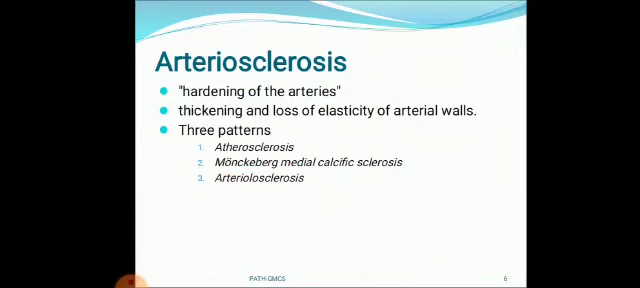 Arteriosclerosis
"hardening of the arteries"
thickening and loss of elasticity of arterial walls.
Three patterns
1. Atherosclerosis
2. Mönckeberg medial calcific sclerosis
3. Arteriolosclerosis
PATH-GMCS 6